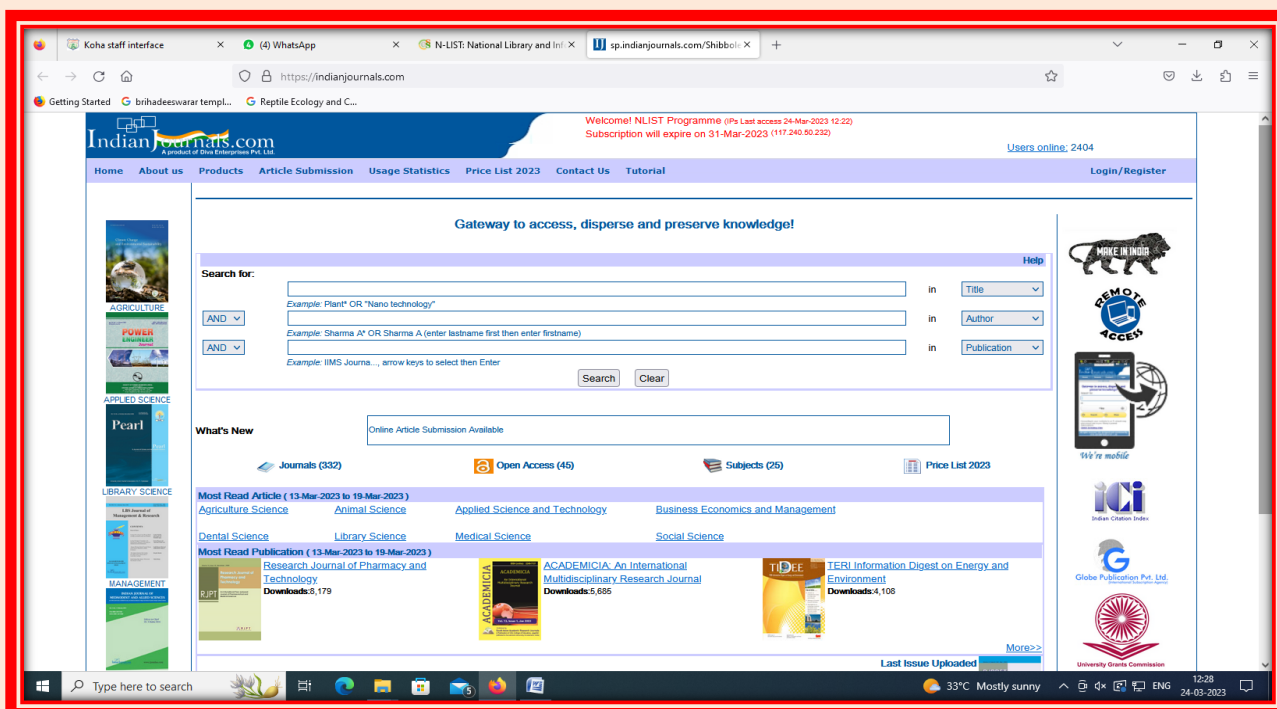 Koha staff interface
(4) WhatsApp
N-LIST: National Library and Inf
sp.indianjournals.com/Shibbole
https://indianjournals.com
Getting Started
brihadeeswarar templ...
Reptile Ecology and C...
Indian Journals.com
A product of Diva Enterprises Pvt. Ltd.
Welcome! NLIST Programme (IPs Last access 24-Mar-2023 12:22)
Subscription will expire on 31-Mar-2023 (117.240.50.232)
Users online: 2404
Home About us Products Article Submission Usage Statistics Price List 2023 Contact Us Tutorial Login/Register
Gateway to access, disperse and preserve knowledge!
Help
Search for:
in Title
Example: Plant* OR "Nano technology"
AND in Author
Example: Sharma A* OR Sharma A (enter lastname first then enter firstname)
AND in Publication
Example: IIMS Journa..., arrow keys to select then Enter
Search Clear
What's New
Online Article Submission Available
Journals (332) Open Access (45) Subjects (25) Price List 2023
Most Read Article ( 13-Mar-2023 to 19-Mar-2023 )
Agriculture Science Animal Science Applied Science and Technology Business Economics and Management
Dental Science Library Science Medical Science Social Science
Most Read Publication ( 13-Mar-2023 to 19-Mar-2023 )
Research Journal of Pharmacy and Technology
Downloads:8,179
RJPT
ACADEMICIA
ACADEMICIA: An International Multidisciplinary Research Journal
Downloads:5,685
TIDEE
TERI Information Digest on Energy and Environment
Downloads:4,108
More>>
Last Issue Uploaded
AGRICULTURE
POWER
ENGINEER
APPLIED SCIENCE
Pearl
LIBRARY SCIENCE
MANAGEMENT
MAKE IN INDIA
REMOTE
ACCESS
We're mobile
ici
Indian Citation Index
Globe Publication Pvt. Ltd.
University Grants Commission
Type here to search
5
33°C Mostly sunny
ENG
12:28
24-03-2023